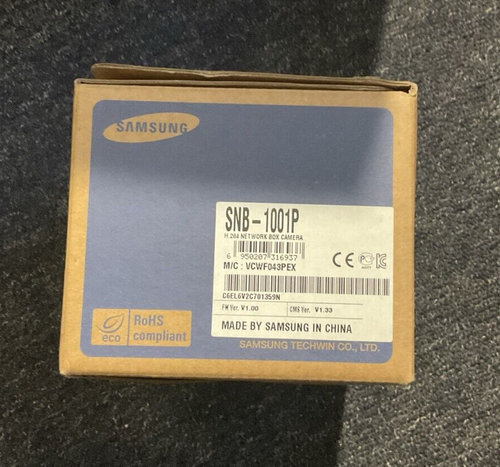 SAMSUNG
SNB-1001P
H.264 NETWORK BOX CAMERA
6 950207 316937
M/C : VCWF043PEX
C6EL6V2C701359N
FW Ver. V1.00
CMS Ver. V1.33
MADE BY SAMSUNG IN CHINA
eco
RoHS
compliant
SAMSUNG TECHWIN CO., LTD.